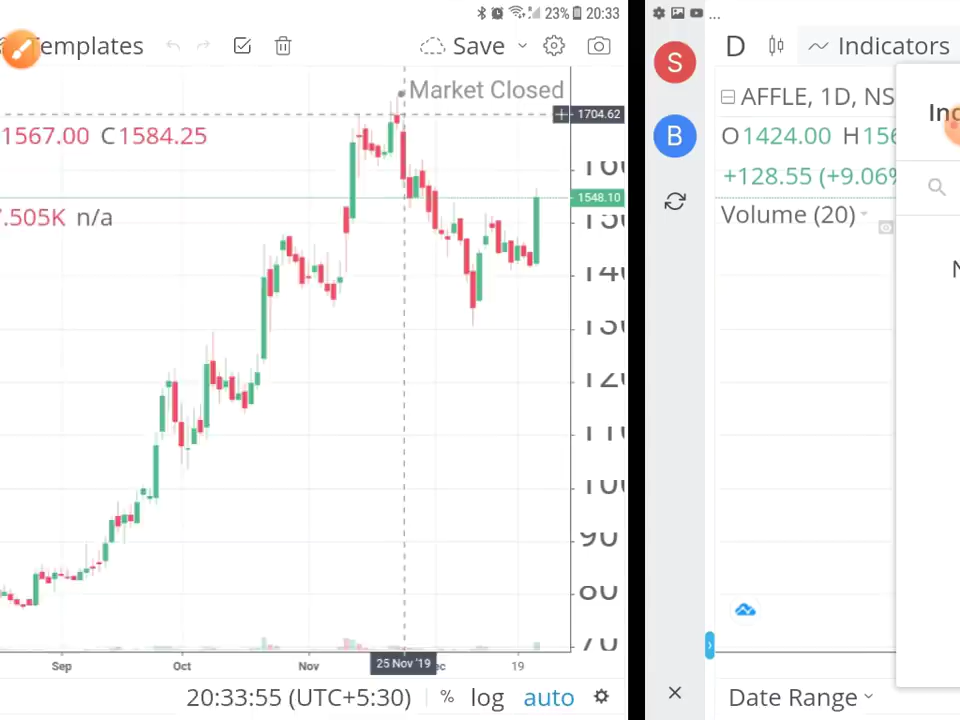 23% 20:33
Templates Save
Market Closed
1704.62
1567.00 C1584.25
1548.10
.505K n/a
Sep Oct Nov 25 Nov '19 19
20:33:55 (UTC+5:30) % log auto
...
S
B
D Indicators
AFFLE, 1D, NS
O1424.00 H156
+128.55 (+9.06%
Volume (20)
Date Range